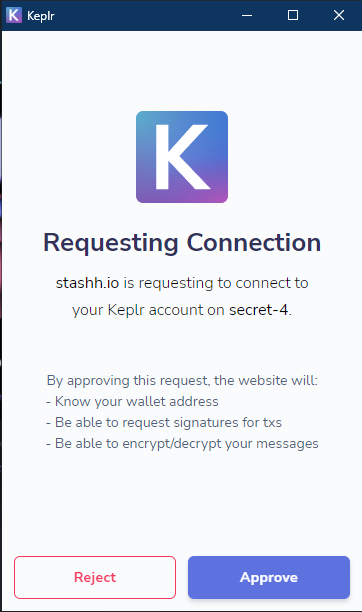 Keplr
K
Requesting Connection
stashh.io is requesting to connect to
your Keplr account on secret-4.
By approving this request, the website will:
- Know your wallet address
- Be able to request signatures for txs
- Be able to encrypt/decrypt your messages
Reject
Approve